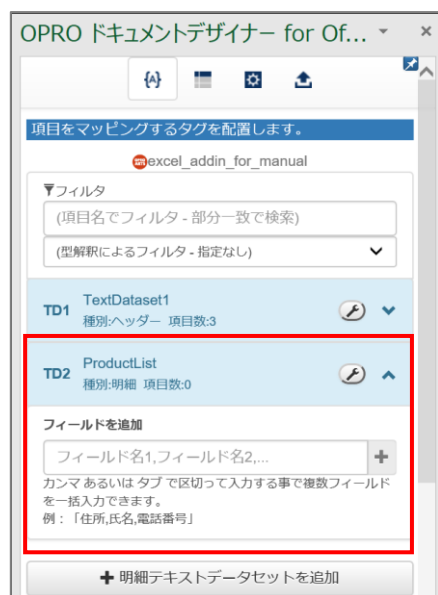 OPRO ドキュメントデザイナー for Of...
{A}
項目をマッピングするタグを配置します。
excel_addin_for_manual
フィルタ
(項目名でフィルタ - 部分一致で検索)
(型解釈によるフィルタ - 指定なし)
TD1 TextDataset1
種別:ヘッダー 項目数:3
TD2 ProductList
種別:明細 項目数:0
フィールドを追加
フィールド名1,フィールド名2,...
カンマ あるいは タブ で区切って入力する事で複数フィールド
を一括入力できます。
例：「住所,氏名,電話番号」
+ 明細テキストデータセットを追加